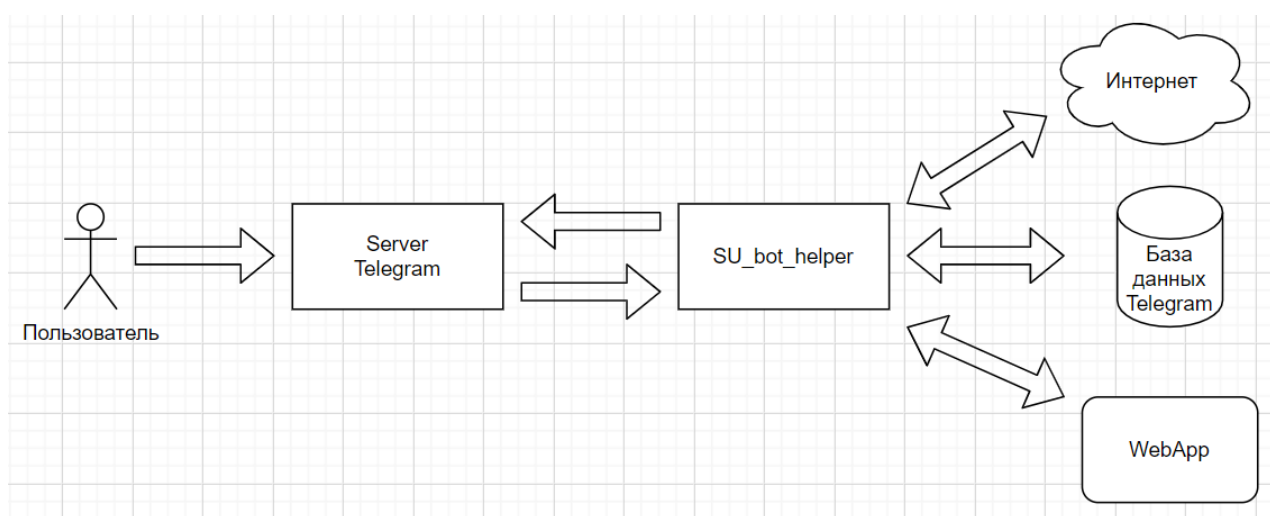 Интернет
Server
Telegram
SU_bot_helper
База
данных
Telegram
Пользователь
WebApp